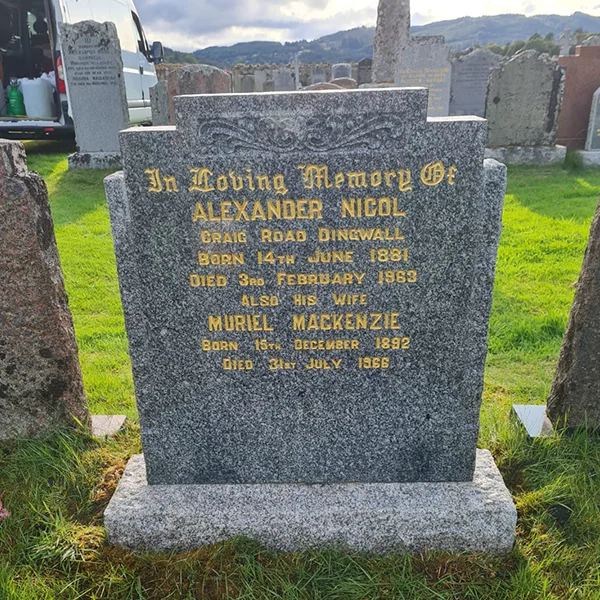 In Loving Memory Of
ALEXANDER NICOL
CRAIG ROAD DINGWALL
BORN 14TH JUNE 1881
DIED 3RD FEBRUARY 1963
ALSO HIS WIFE
MURIEL MACKENZIE
BORN 15TH DECEMBER 1892
DIED 31ST JULY 1966